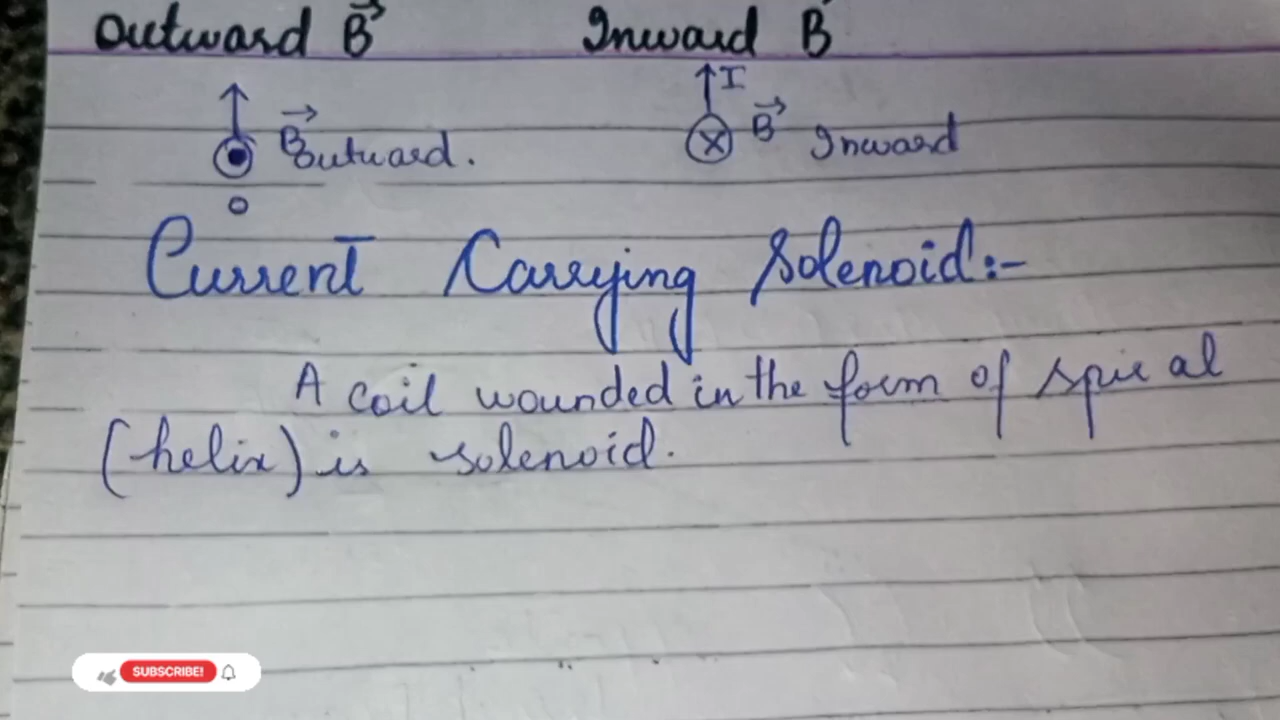 Outward B⃗ Inward B
↑ ↑ I
⊙ B⃗ outward. ⊗ B⃗ Inward
Current Carrying Solenoid:-
A coil wounded in the form of spiral
(helix) is solenoid.
SUBSCRIBE!